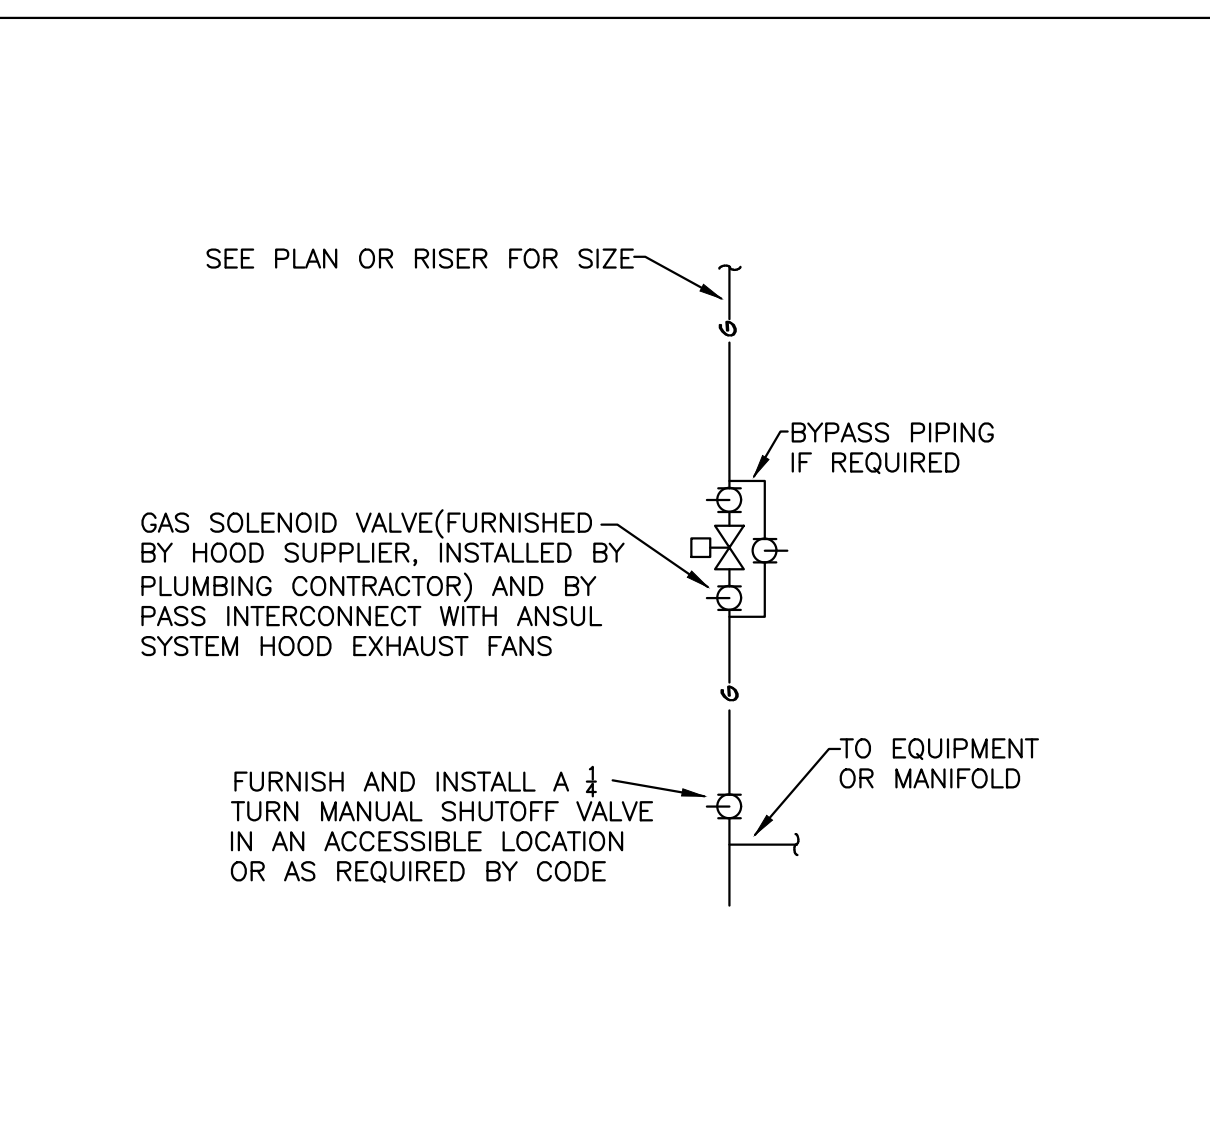 SEE PLAN OR RISER FOR SIZE
G
BYPASS PIPING
IF REQUIRED
GAS SOLENOID VALVE(FURNISHED
BY HOOD SUPPLIER, INSTALLED BY
PLUMBING CONTRACTOR) AND BY
PASS INTERCONNECT WITH ANSUL
SYSTEM HOOD EXHAUST FANS
G
TO EQUIPMENT
OR MANIFOLD
FURNISH AND INSTALL A 1/4
TURN MANUAL SHUTOFF VALVE
IN AN ACCESSIBLE LOCATION
OR AS REQUIRED BY CODE